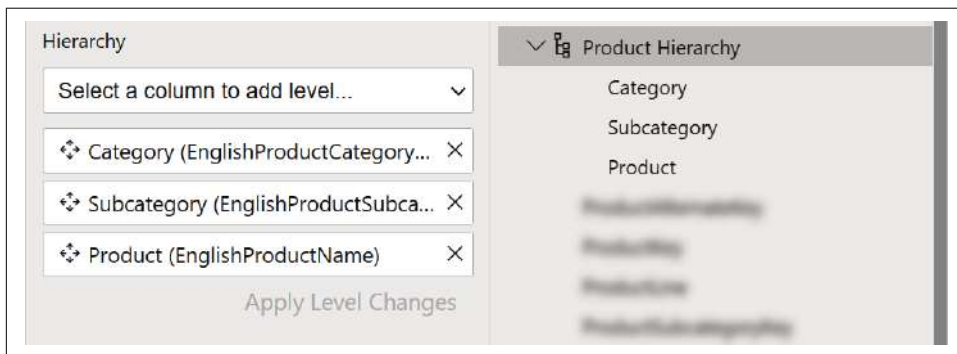 Hierarchy
Select a column to add level...
Category (EnglishProductCategory...
Subcategory (EnglishProductSubca...
Product (EnglishProductName)
Apply Level Changes
Product Hierarchy
Category
Subcategory
Product